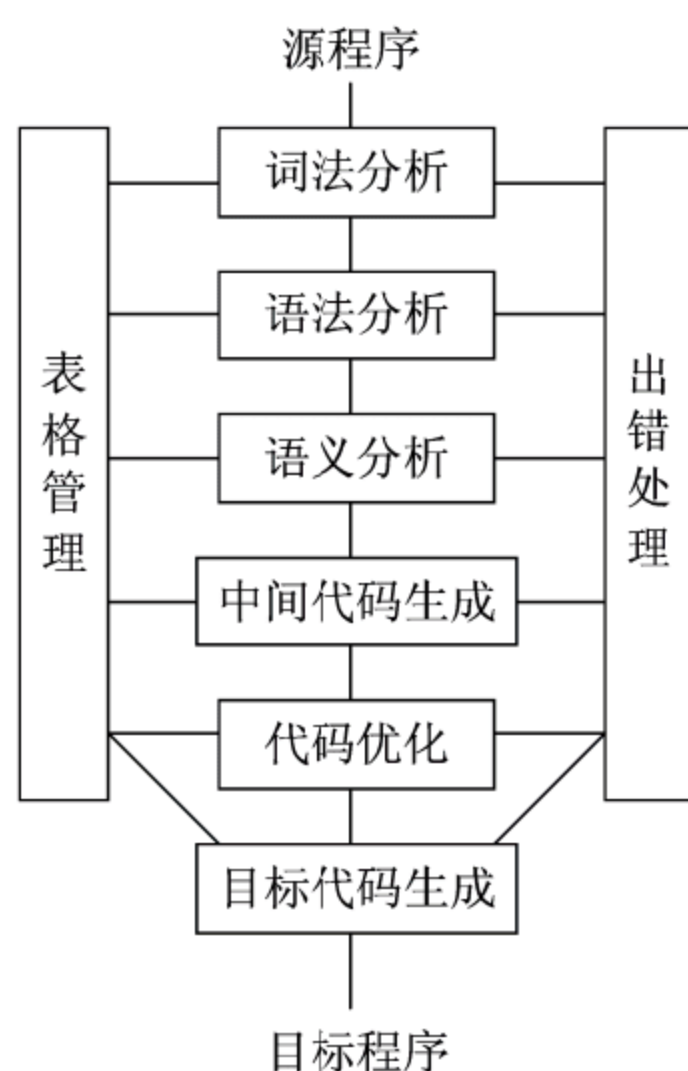 源程序
词法分析
语法分析
语义分析
中间代码生成
代码优化
目标代码生成
目标程序
表格管理
出错处理